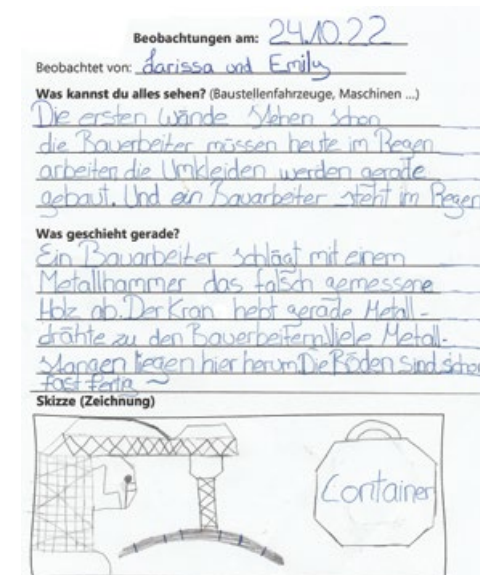 Beobachtungen am: 24.10.22
Beobachtet von: Larissa und Emily
Was kannst du alles sehen? (Baustellenfahrzeuge, Maschinen ...)
Die ersten Wände stehen schon
die Bauerbeiter müssen heute im Regen
arbeiten die Umkleiden werden gerade
gebaut. Und ein Bauarbeiter steht im Regen
Was geschieht gerade?
Ein Bauarbeiter schlägt mit einem
Metallhammer das falsch gemessene
Holz ab. Der Kran hebt gerade Metall-
drähte zu den Bauerbeitern. Viele Metall-
stangen liegen hier herum. Die Böden sind schon
fast fertig ~
Skizze (Zeichnung)
Container